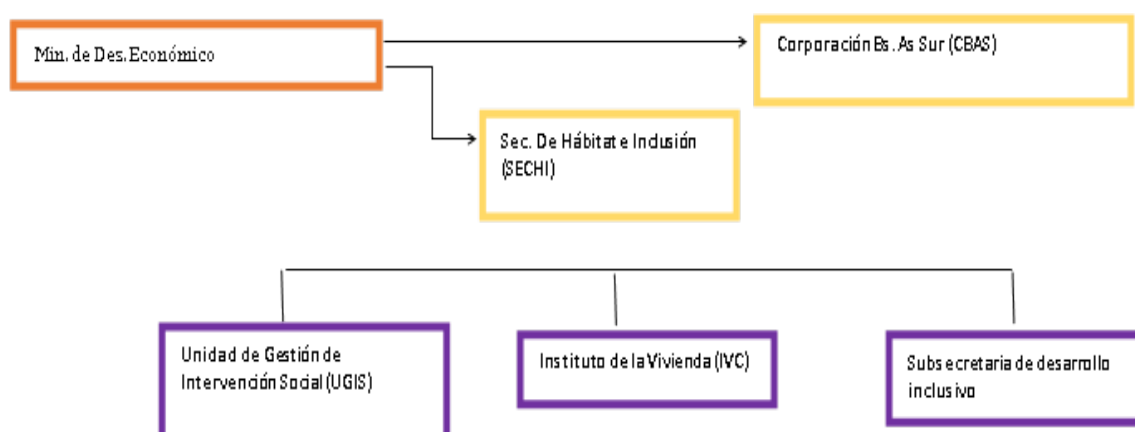 Min. de Des. Económico
Corporación Bs. As Sur (CBAS)
Sec. De Hábitat e Inclusión
(SECHI)
Unidad de Gestión de
Intervención Social (UGIS)
Instituto de la Vivienda (IVC)
Subsecretaria de desarrollo
inclusivo